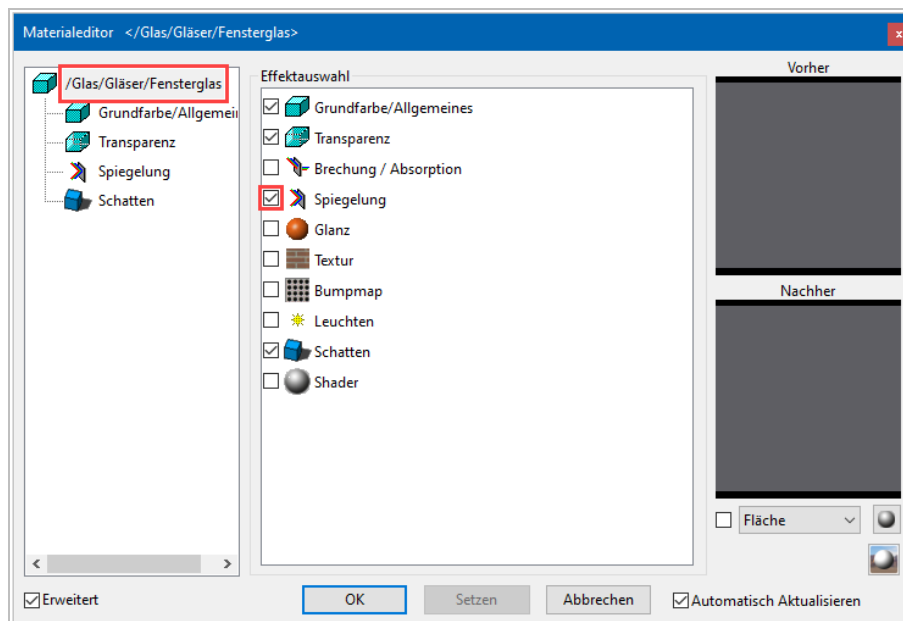 Materialeditor </Glas/Gläser/Fensterglas>
x
/Glas/Gläser/Fensterglas
Grundfarbe/Allgemei
Transparenz
Spiegelung
Schatten
Effektauswahl
Grundfarbe/Allgemeines
Transparenz
Brechung / Absorption
Spiegelung
Glanz
Textur
Bumpmap
Leuchten
Schatten
Shader
Vorher
Nachher
Fläche
Erweitert
OK
Setzen
Abbrechen
Automatisch Aktualisieren